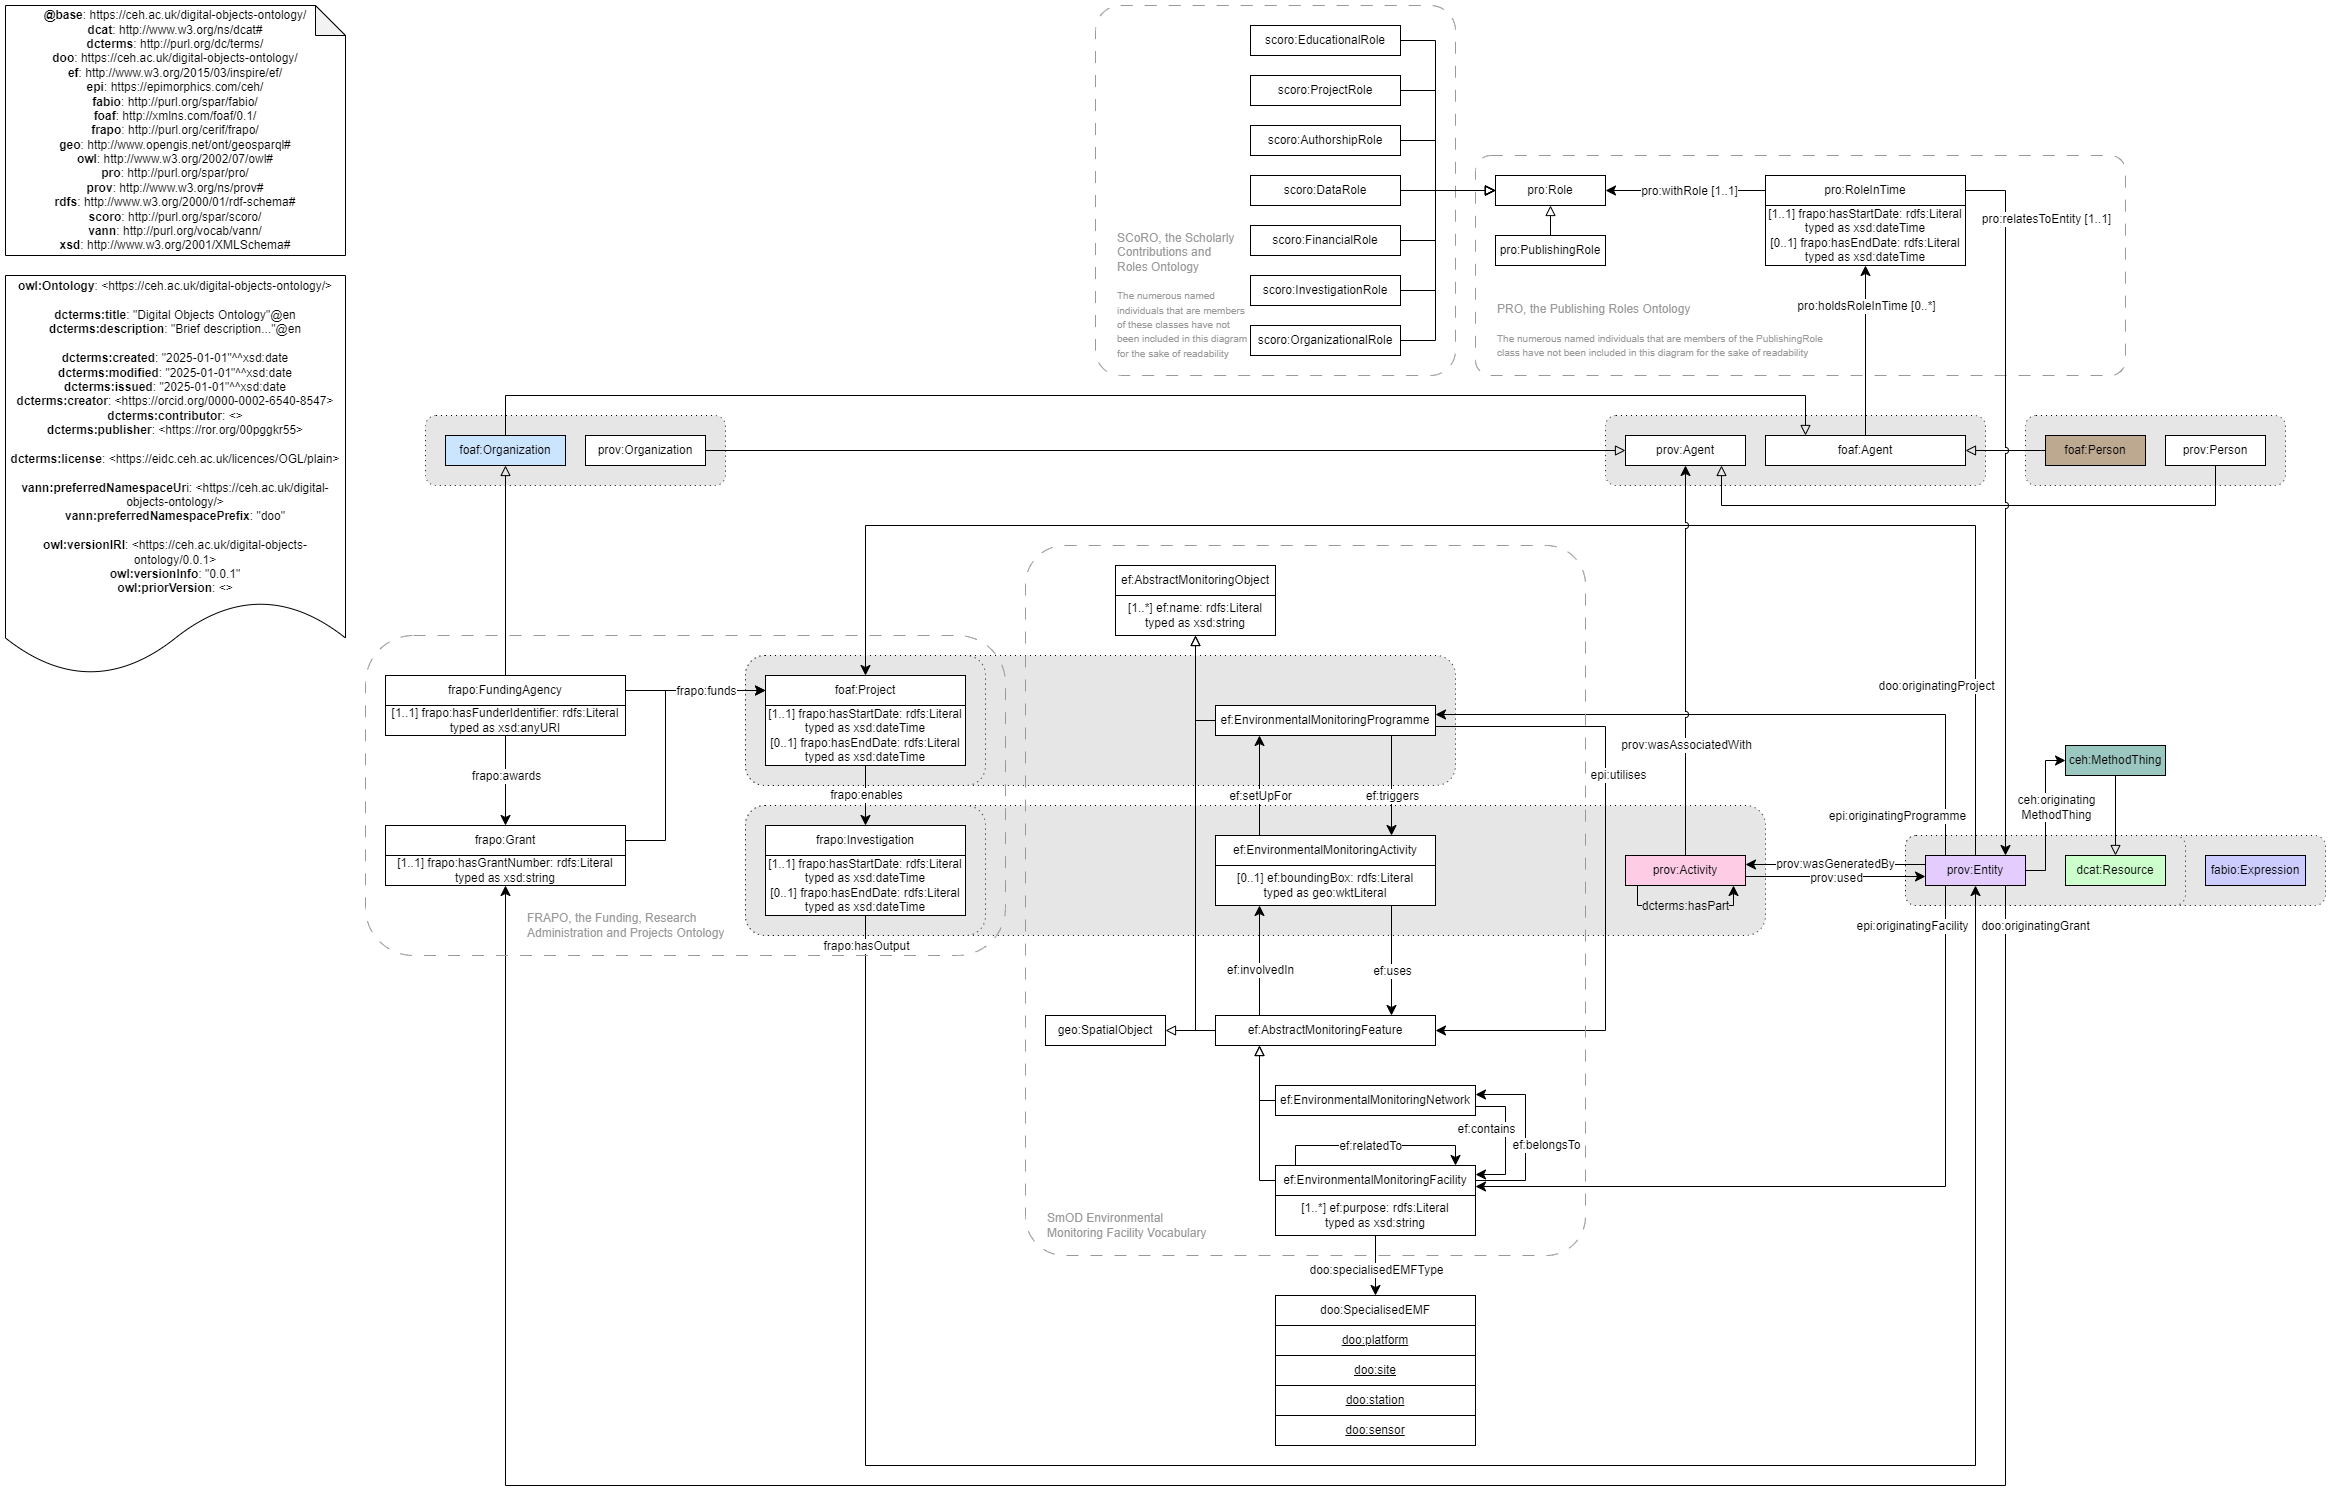 @base: https://ceh.ac.uk/digital-objects-ontology/
dcat: http://www.w3.org/ns/dcat#
dcterms: http://purl.org/dc/terms/
doo: https://ceh.ac.uk/digital-objects-ontology/
ef: http://www.w3.org/2015/03/inspire/ef/
epi: https://epimorphics.com/ceh/
fabio: http://purl.org/spar/fabio/
foaf: http://xmlns.com/foaf/0.1/
frapo: http://purl.org/cerif/frapo/
geo: http://www.opengis.net/ont/geosparql#
owl: http://www.w3.org/2002/07/owl#
pro: http://purl.org/spar/pro/
prov: http://www.w3.org/ns/prov#
rdfs: http://www.w3.org/2000/01/rdf-schema#
scoro: http://purl.org/spar/scoro/
vann: http://purl.org/vocab/vann/
xsd: http://www.w3.org/2001/XMLSchema#
owl:Ontology: <https://ceh.ac.uk/digital-objects-ontology/>
dcterms:title: "Digital Objects Ontology"@en
dcterms:description: "Brief description..."@en
dcterms:created: "2025-01-01"^^xsd:date
dcterms:modified: "2025-01-01"^^xsd:date
dcterms:issued: "2025-01-01"^^xsd:date
dcterms:creator: <https://orcid.org/0000-0002-6540-8547>
dcterms:contributor: <>
dcterms:publisher: <https://ror.org/00pggkr55>
dcterms:license: <https://eidc.ceh.ac.uk/licences/OGL/plain>
vann:preferredNamespaceUri: <https://ceh.ac.uk/digital-
objects-ontology/>
vann:preferredNamespacePrefix: "doo"
owl:versionIRI: <https://ceh.ac.uk/digital-objects-
ontology/0.0.1>
owl:versionInfo: "0.0.1"
owl:priorVersion: <>
scoro:EducationalRole
scoro:ProjectRole
scoro:AuthorshipRole
scoro:DataRole
scoro:FinancialRole
scoro:InvestigationRole
scoro:OrganizationalRole
SCoRO, the Scholarly
Contributions and
Roles Ontology
The numerous named
individuals that are members
of these classes have not
been included in this diagram
for the sake of readability
pro:Role
pro:withRole [1..1]
pro:RoleInTime
[1..1] frapo:hasStartDate: rdfs:Literal
typed as xsd:dateTime
[0..1] frapo:hasEndDate: rdfs:Literal
typed as xsd:dateTime
pro:relatesToEntity [1..1]
pro:PublishingRole
pro:holdsRoleInTime [0..*]
PRO, the Publishing Roles Ontology
The numerous named individuals that are members of the PublishingRole
class have not been included in this diagram for the sake of readability
foaf:Organization
prov:Organization
prov:Agent
foaf:Agent
foaf:Person
prov:Person
ef:AbstractMonitoringObject
[1..*] ef:name: rdfs:Literal
typed as xsd:string
frapo:FundingAgency
[1..1] frapo:hasFunderIdentifier: rdfs:Literal
typed as xsd:anyURI
frapo:funds
foaf:Project
[1..1] frapo:hasStartDate: rdfs:Literal
typed as xsd:dateTime
[0..1] frapo:hasEndDate: rdfs:Literal
typed as xsd:dateTime
ef:EnvironmentalMonitoringProgramme
doo:originatingProject
prov:wasAssociatedWith
ceh:MethodThing
frapo:awards
frapo:enables
ef:setUpFor
ef:triggers
epi:utilises
epi:originatingProgramme
ceh:originating
MethodThing
frapo:Grant
[1..1] frapo:hasGrantNumber: rdfs:Literal
typed as xsd:string
frapo:Investigation
[1..1] frapo:hasStartDate: rdfs:Literal
typed as xsd:dateTime
[0..1] frapo:hasEndDate: rdfs:Literal
typed as xsd:dateTime
ef:EnvironmentalMonitoringActivity
[0..1] ef:boundingBox: rdfs:Literal
typed as geo:wktLiteral
prov:Activity
dcterms:hasPart
prov:wasGeneratedBy
prov:used
prov:Entity
dcat:Resource
fabio:Expression
FRAPO, the Funding, Research
Administration and Projects Ontology
frapo:hasOutput
epi:originatingFacility
doo:originatingGrant
ef:involvedIn
ef:uses
geo:SpatialObject
ef:AbstractMonitoringFeature
ef:EnvironmentalMonitoringNetwork
ef:contains
ef:relatedTo
ef:belongsTo
ef:EnvironmentalMonitoringFacility
[1..*] ef:purpose: rdfs:Literal
typed as xsd:string
SmOD Environmental
Monitoring Facility Vocabulary
doo:specialisedEMFType
doo:SpecialisedEMF
doo:platform
doo:site
doo:station
doo:sensor